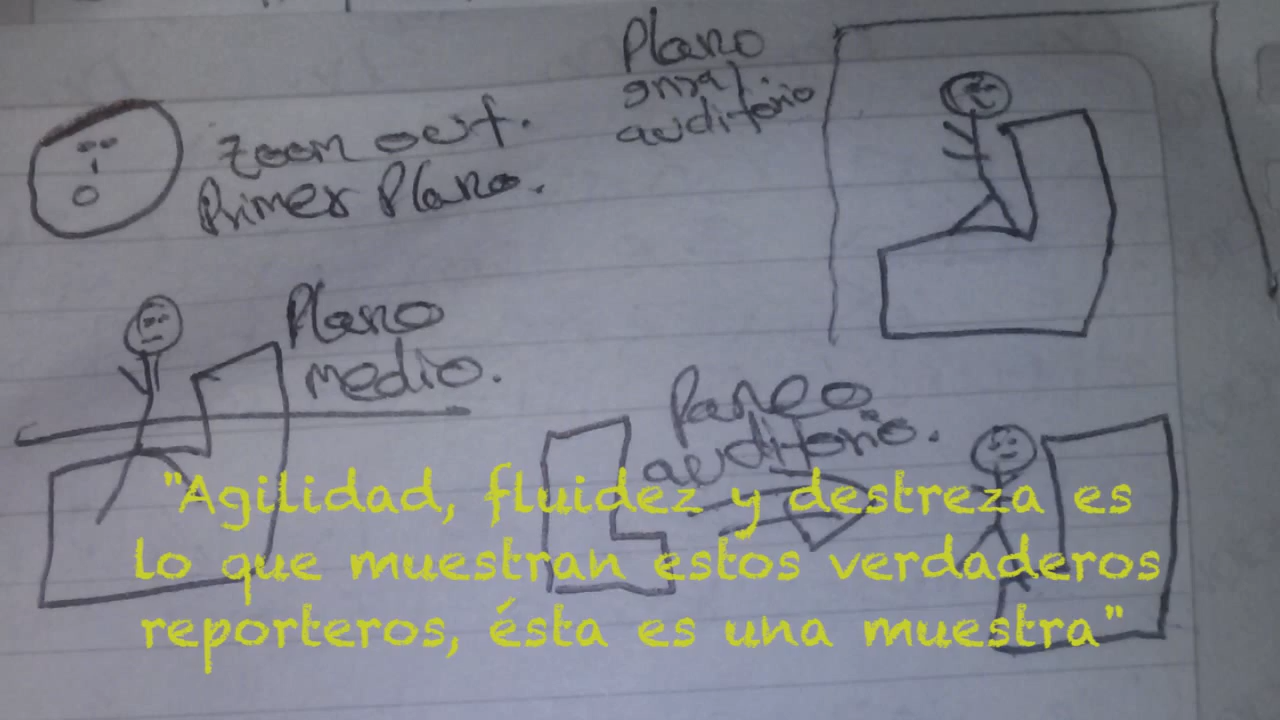 Zoom out.
Primer Plano.
Plano
gnral.
auditorio
Plano
medio.
Paneo
auditorio.
"Agilidad, fluidez y destreza es
lo que muestran estos verdaderos
reporteros, ésta es una muestra"